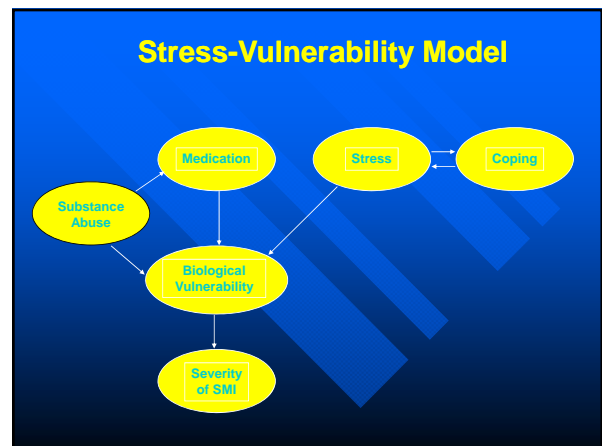 Stress-Vulnerability Model
Medication
Stress
Coping
Substance
Abuse
Biological
Vulnerability
Severity
of SMI